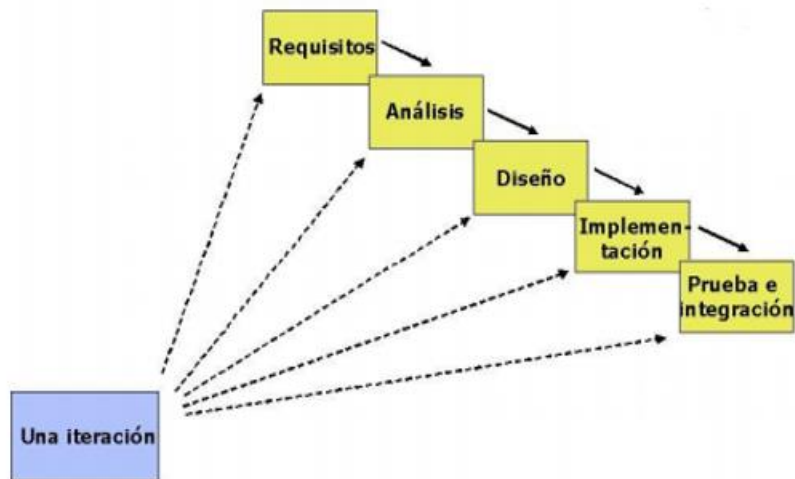 Requisitos
Análisis
Diseño
Implemen-
tación
Prueba e
integración
Una iteración